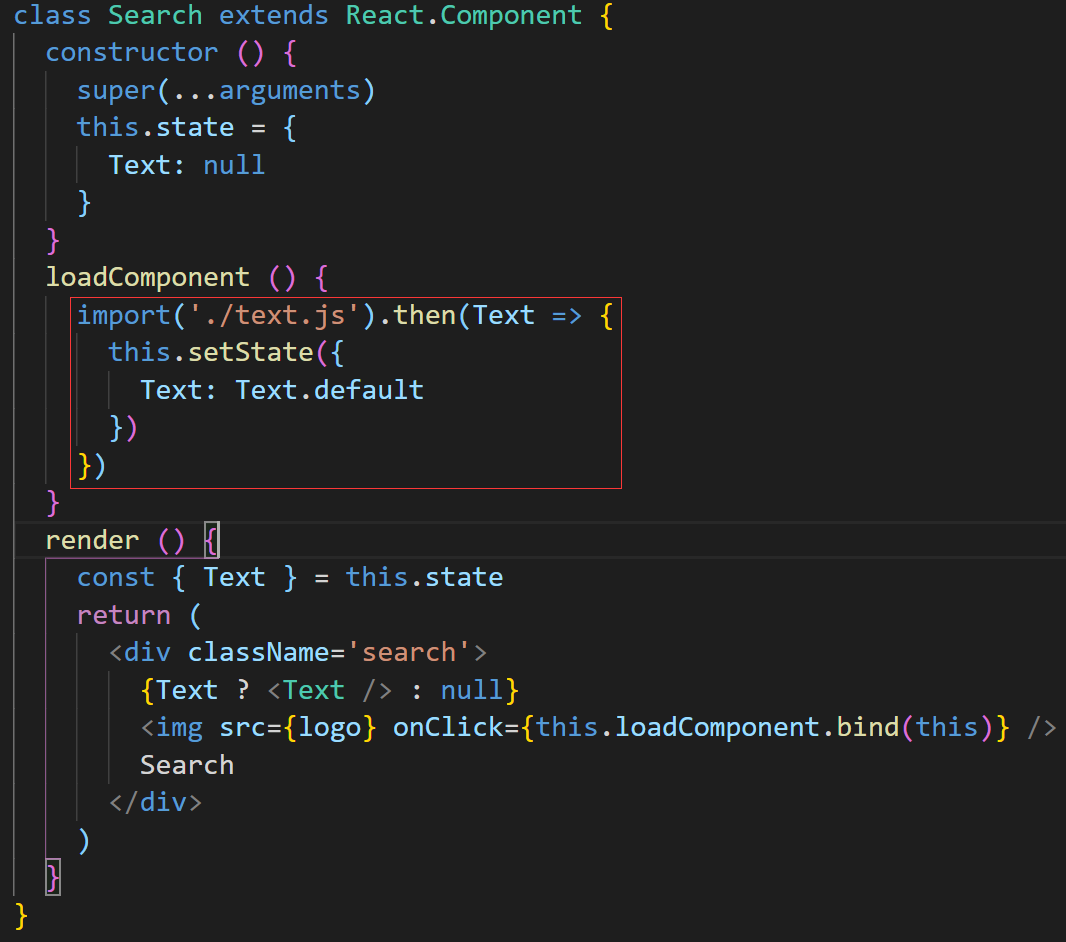 class Search extends React.Component {
  constructor () {
    super(...arguments)
    this.state = {
      Text: null
    }
  }
  loadComponent () {
    import('./text.js').then(Text => {
      this.setState({
        Text: Text.default
      })
    })
  }
  render () {
    const { Text } = this.state
    return (
      <div className='search'>
        {Text ? <Text /> : null}
        <img src={logo} onClick={this.loadComponent.bind(this)} />
        Search
      </div>
    )
  }
}